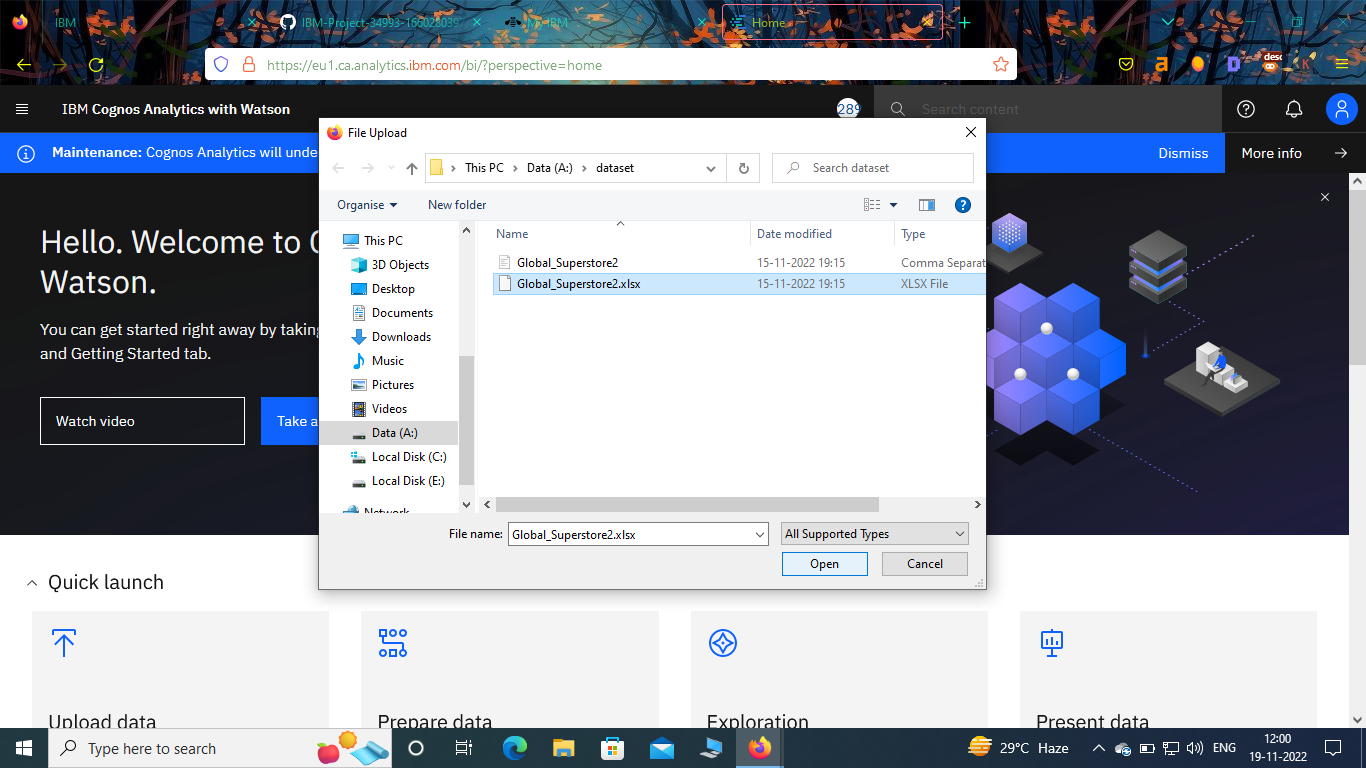 IBM
IBM-Project-34993-1660280397
IBM
Home
https://eu1.ca.analytics.ibm.com/bi/?perspective=home
desc
IBM Cognos Analytics with Watson
289
Search content
Maintenance: Cognos Analytics will unde
Dismiss
More info
File Upload
This PC
Data (A:)
dataset
Search dataset
Organise
New folder
Name
Date modified
Type
This PC
3D Objects
Desktop
Documents
Downloads
Music
Pictures
Videos
Data (A:)
Local Disk (C:)
Local Disk (E:)
Network
Global_Superstore2
15-11-2022 19:15
Comma Separat
Global_Superstore2.xlsx
15-11-2022 19:15
XLSX File
File name:
Global_Superstore2.xlsx
All Supported Types
Open
Cancel
Hello. Welcome to C
Watson.
You can get started right away by taking
and Getting Started tab.
Watch video
Take a
Quick launch
Upload data
Prepare data
Exploration
Present data
Type here to search
29°C Haze
ENG
12:00
19-11-2022